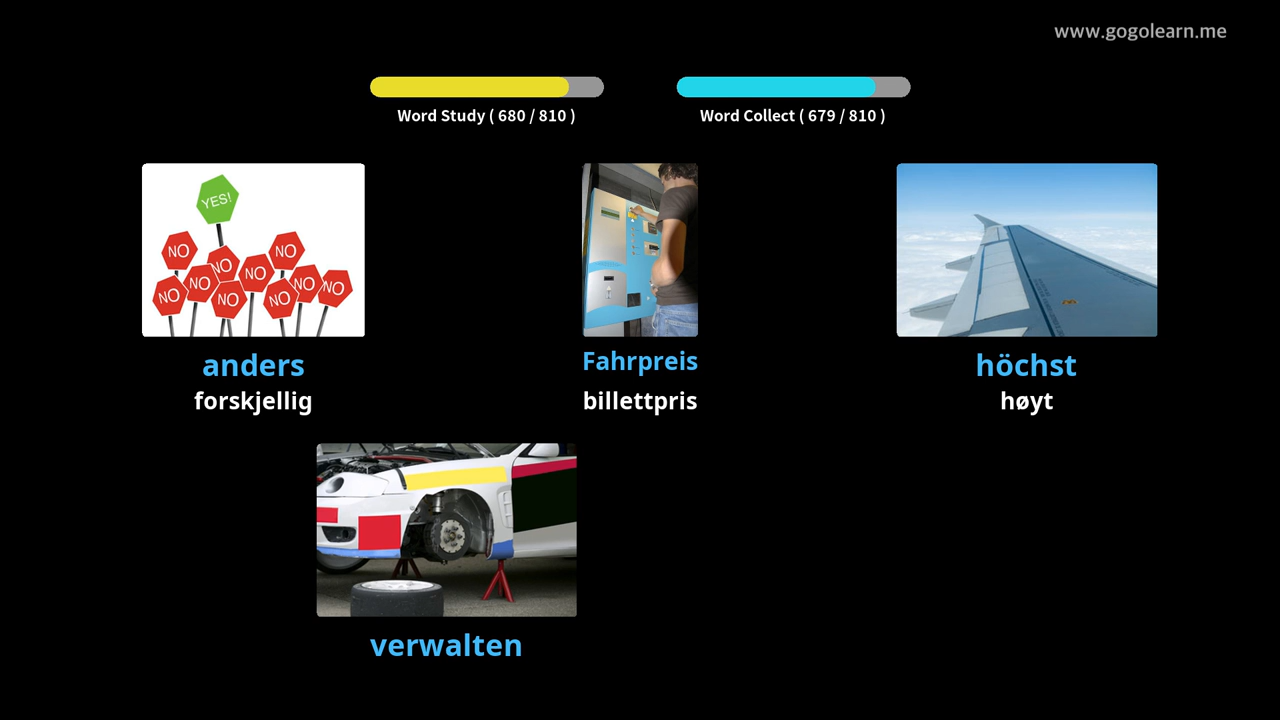 www.gogolearn.me
Word Study ( 680 / 810 )
Word Collect ( 679 / 810 )
YES!
NO
NO
NO
NO
NO
NO
NO
NO
NO
NO
anders
forskjellig
Fahrpreis
billettpris
höchst
høyt
verwalten